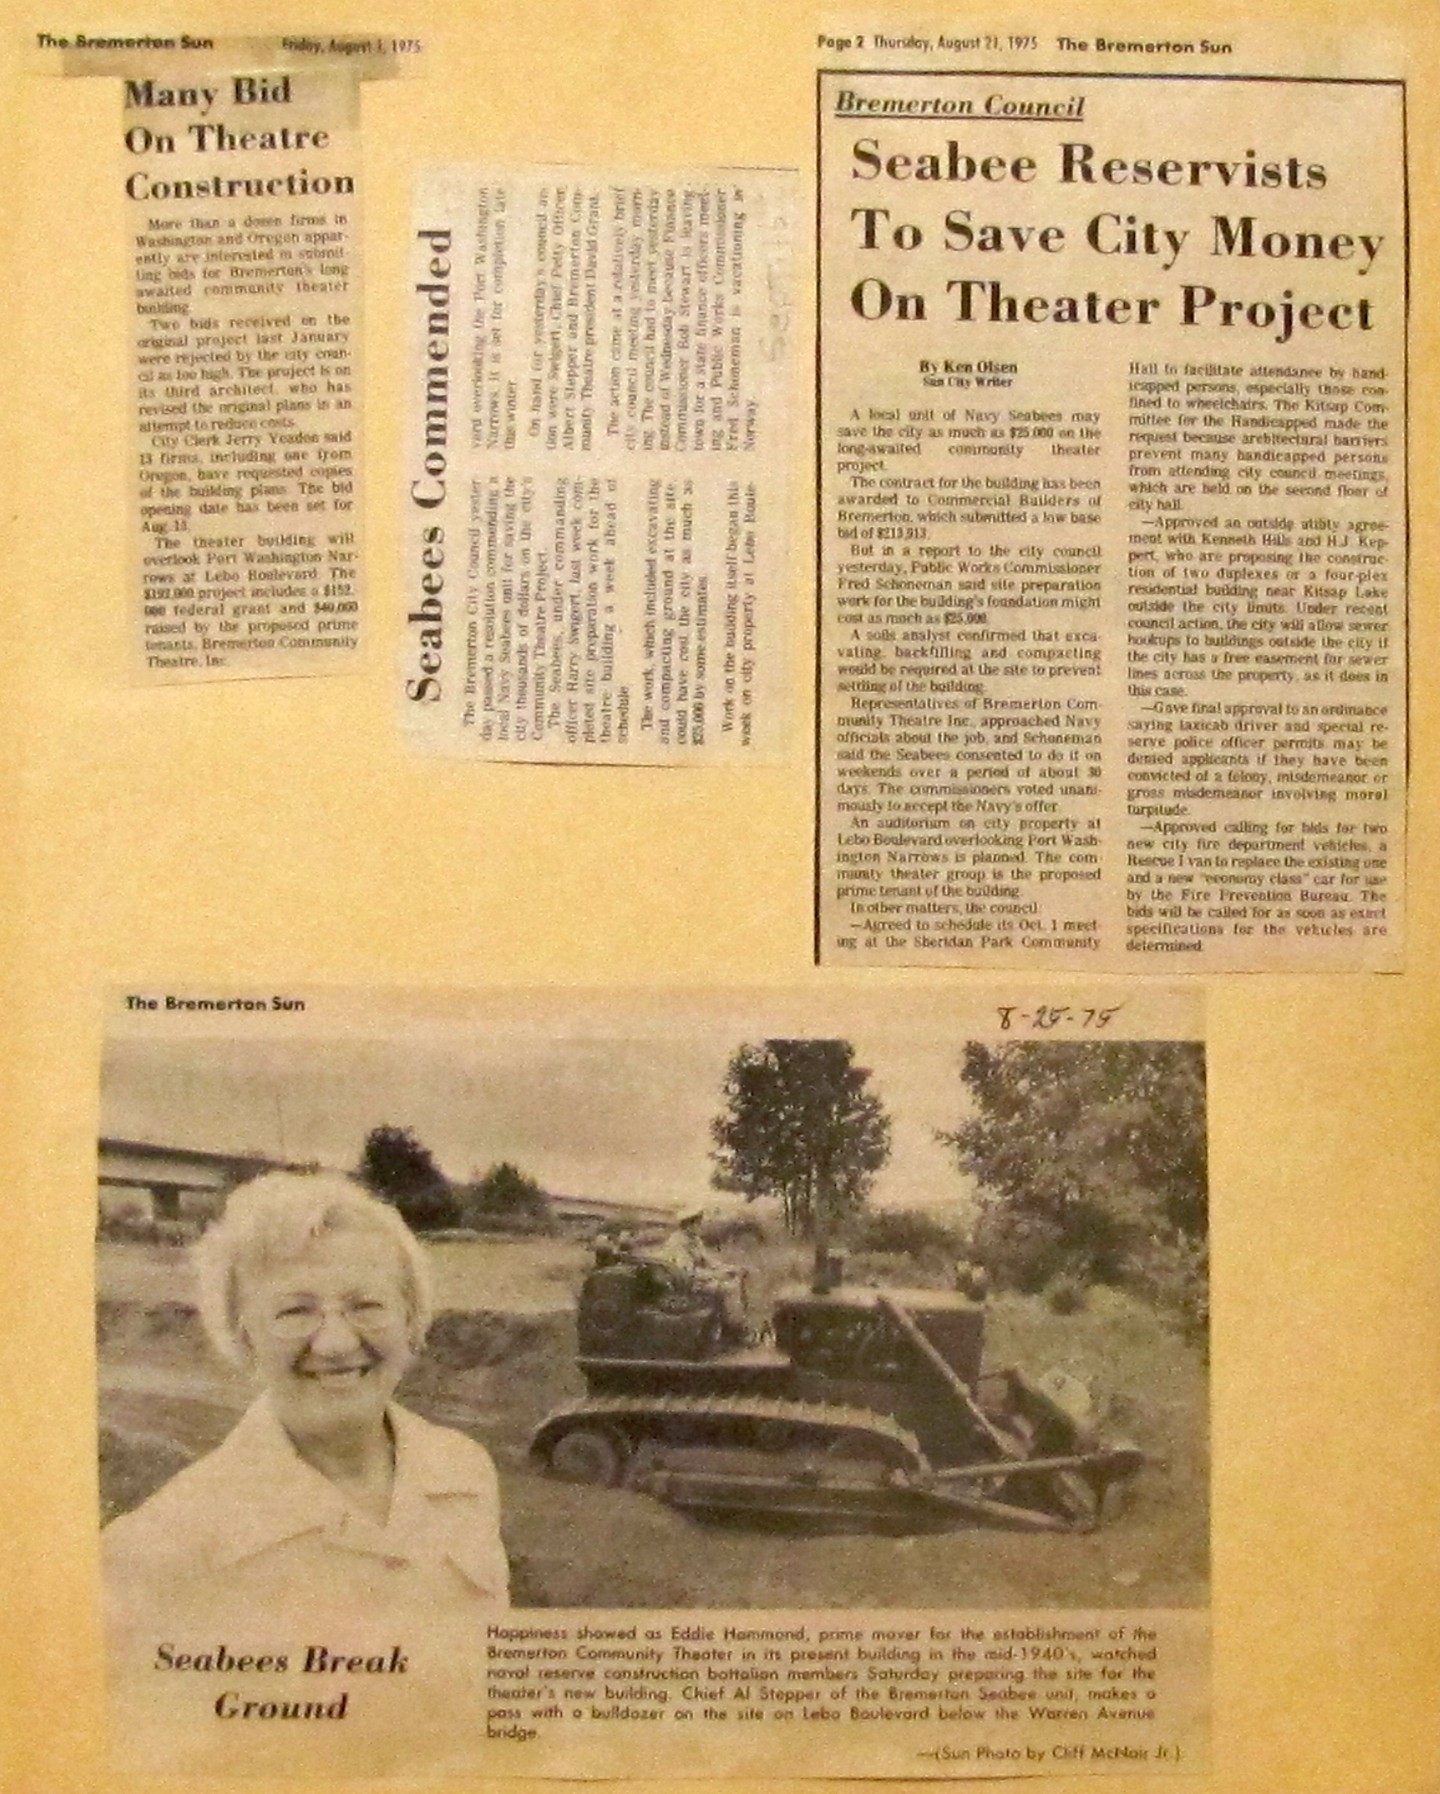 The Bremerton Sun
Friday, August 1, 1975
Many Bid
On Theatre
Construction
More than a dozen firms in
Washington and Oregon appar-
ently are interested in submit-
ting bids for Bremerton's long
awaited community theater
building.
Two bids received on the
original project last January
were rejected by the city coun-
cil as too high. The project is on
its third architect, who has
revised the original plans in an
attempt to reduce costs.
City Clerk Jerry Yeadon said
13 firms, including one from
Oregon, have requested copies
of the building plans. The bid
opening date has been set for
Aug. 13.
The theater building will
overlook Port Washington Nar-
rows at Lebo Boulevard. The
$192,000 project includes a $152,
000 federal grant and $40,000
raised by the proposed prime
tenants, Bremerton Community
Theatre, Inc.
Seabees Commended
The Bremerton City Council yester-
day passed a resolution commending a
local Navy Seabees unit for saving the
city thousands of dollars on the city's
Community Theatre Project.
The Seabees, under commanding
officer Harry Swigert, last week com-
pleted site preparation work for the
theatre building a week ahead of
schedule.
The work, which included excavating
and compacting ground at the site,
could have cost the city as much as
$25,000 by some estimates.
Work on the building itself began this
week on city property at Lebo Boule-
vard overlooking the Port Washington
Narrows. It is set for completion late
this winter.
On hand for yesterday's council ac-
tion were Swigert, Chief Petty Officer
Albert Stepper and Bremerton Com-
munity Theatre president David Grant.
The action came at a relatively brief
city council meeting yesterday morn-
ing. The council had to meet yesterday
instead of Wednesday because Finance
Commissioner Bob Stewart is leaving
town for a state finance officers meet-
ing and Public Works Commissioner
Fred Schoneman is vacationing in
Norway.
Page 2 Thursday, August 21, 1975 The Bremerton Sun
Bremerton Council
Seabee Reservists
To Save City Money
On Theater Project
By Ken Olsen
Sun City Writer
A local unit of Navy Seabees may
save the city as much as $25,000 on the
long-awaited community theater
project.
The contract for the building has been
awarded to Commercial Builders of
Bremerton, which submitted a low base
bid of $213,913.
But in a report to the city council
yesterday, Public Works Commissioner
Fred Schoneman said site preparation
work for the building's foundation might
cost as much as $25,000.
A soils analyst confirmed that exca-
vating, backfilling and compacting
would be required at the site to prevent
settling of the building.
Representatives of Bremerton Com-
munity Theatre Inc., approached Navy
officials about the job, and Schoneman
said the Seabees consented to do it on
weekends over a period of about 30
days. The commissioners voted unani-
mously to accept the Navy's offer.
An auditorium on city property at
Lebo Boulevard overlooking Port Wash-
ington Narrows is planned. The com-
munity theater group is the proposed
prime tenant of the building.
In other matters, the council:
—Agreed to schedule its Oct. 1 meet-
ing at the Sheridan Park Community
Hall to facilitate attendance by hand-
icapped persons, especially those con-
fined to wheelchairs. The Kitsap Com-
mittee for the Handicapped made the
request because architectural barriers
prevent many handicapped persons
from attending city council meetings,
which are held on the second floor of
city hall.
—Approved an outside utility agree-
ment with Kenneth Hills and H.J. Kep-
pert, who are proposing the construc-
tion of two duplexes or a four-plex
residential building near Kitsap Lake
outside the city limits. Under recent
council action, the city will allow sewer
hookups to buildings outside the city if
the city has a free easement for sewer
lines across the property, as it does in
this case.
—Gave final approval to an ordinance
saying taxicab driver and special re-
serve police officer permits may be
denied applicants if they have been
convicted of a felony, misdemeanor or
gross misdemeanor involving moral
turpitude.
—Approved calling for bids for two
new city fire department vehicles, a
Rescue I van to replace the existing one
and a new "economy class" car for use
by the Fire Prevention Bureau. The
bids will be called for as soon as exact
specifications for the vehicles are
determined.
The Bremerton Sun
8-25-75
Seabees Break
Ground
Happiness showed as Eddie Hammond, prime mover for the establishment of the
Bremerton Community Theater in its present building in the mid-1940's, watched
naval reserve construction battalion members Saturday preparing the site for the
theater's new building. Chief Al Stepper of the Bremerton Seabee unit, makes a
pass with a bulldozer on the site on Lebo Boulevard below the Warren Avenue
bridge.
—(Sun Photo by Cliff McNair Jr.)